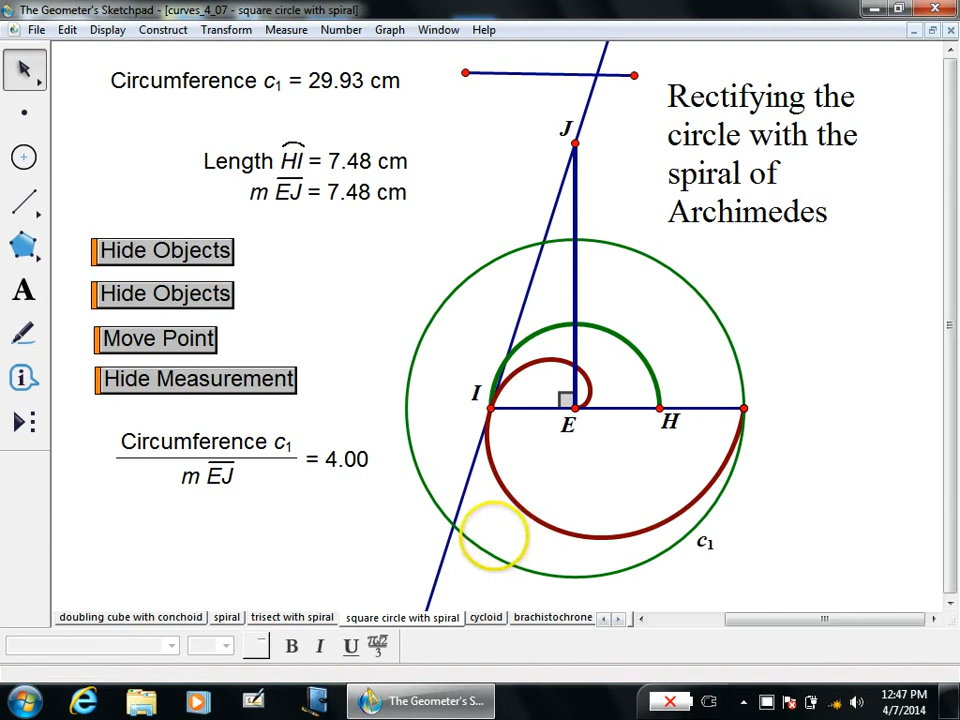 The Geometer's Sketchpad - [curves_4_07 - square circle with spiral]
File Edit Display Construct Transform Measure Number Graph Window Help
Circumference c1 = 29.93 cm
Length HI = 7.48 cm
m EJ = 7.48 cm
Hide Objects
Hide Objects
Move Point
Hide Measurement
Circumference c1
m EJ
= 4.00
Rectifying the
circle with the
spiral of
Archimedes
J
I
E
H
c1
A
doubling cube with conchoid spiral trisect with spiral square circle with spiral cycloid brachistochrone
B I U
The Geometer's S...
12:47 PM
4/7/2014